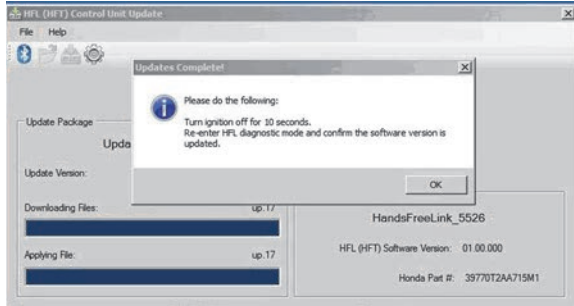 HFL (HFT) Control Unit Update
File Help
Updates Complete!
Please do the following:
Turn ignition off for 10 seconds.
Re-enter HFL diagnostic mode and confirm the software version is
updated.
OK
Update Package
Upda
Update Version:
Downloading Files: up.17
Applying File: up.17
HandsFreeLink_5526
HFL (HFT) Software Version: 01.00.000
Honda Part #: 39770T2AA715M1